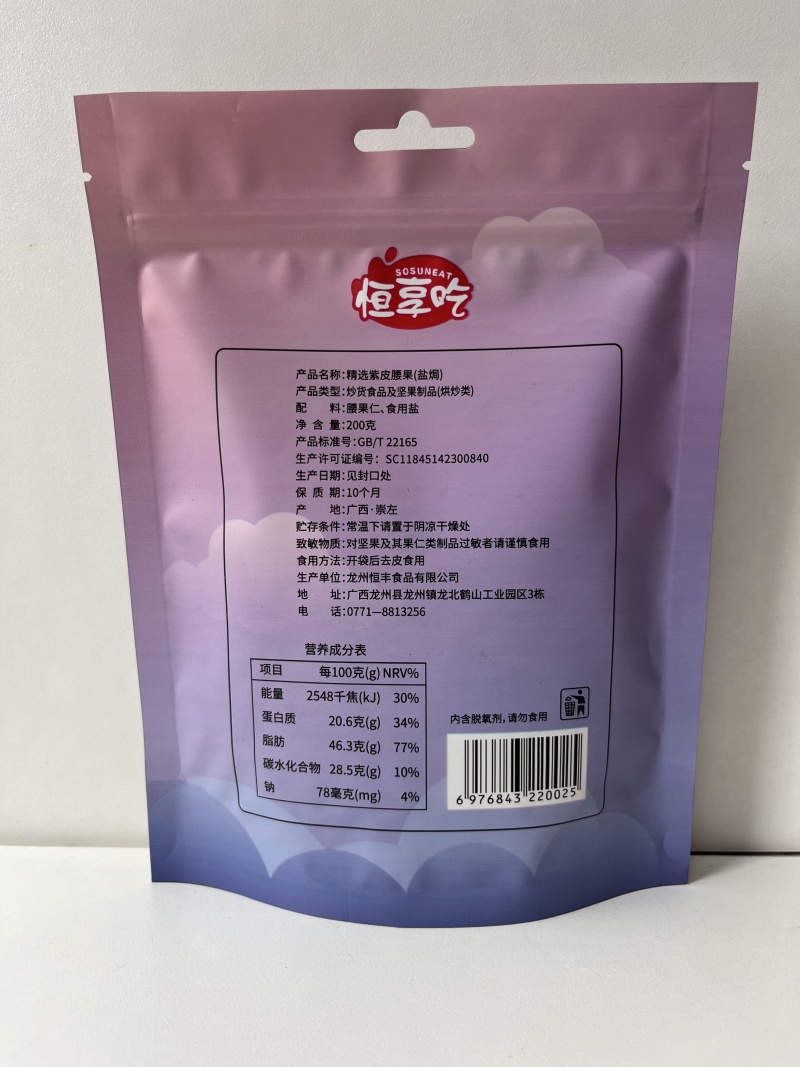 SOSUNEAT
恒享吃
产品名称:精选紫皮腰果(盐焗)
产品类型:炒货食品及坚果制品(烘炒类)
配 料:腰果仁、食用盐
净 含 量:200克
产品标准号:GB/T 22165
生产许可证编号: SC11845142300840
生产日期:见封口处
保 质 期:10个月
产 地:广西·崇左
贮存条件:常温下请置于阴凉干燥处
致敏物质:对坚果及其果仁类制品过敏者请谨慎食用
食用方法:开袋后去皮食用
生产单位:龙州恒丰食品有限公司
地 址:广西龙州县龙州镇龙北鹤山工业园区3栋
电 话:0771—8813256
营养成分表
项目 每100克(g) NRV%
能量 2548千焦(kJ) 30%
蛋白质 20.6克(g) 34%
脂肪 46.3克(g) 77%
碳水化合物 28.5克(g) 10%
钠 78毫克(mg) 4%
内含脱氧剂,请勿食用
6 976843 220025